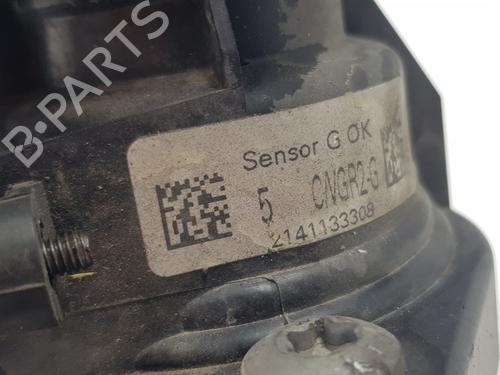 B-PARTS
Sensor G OK
5 CNGR2-G
2141133308